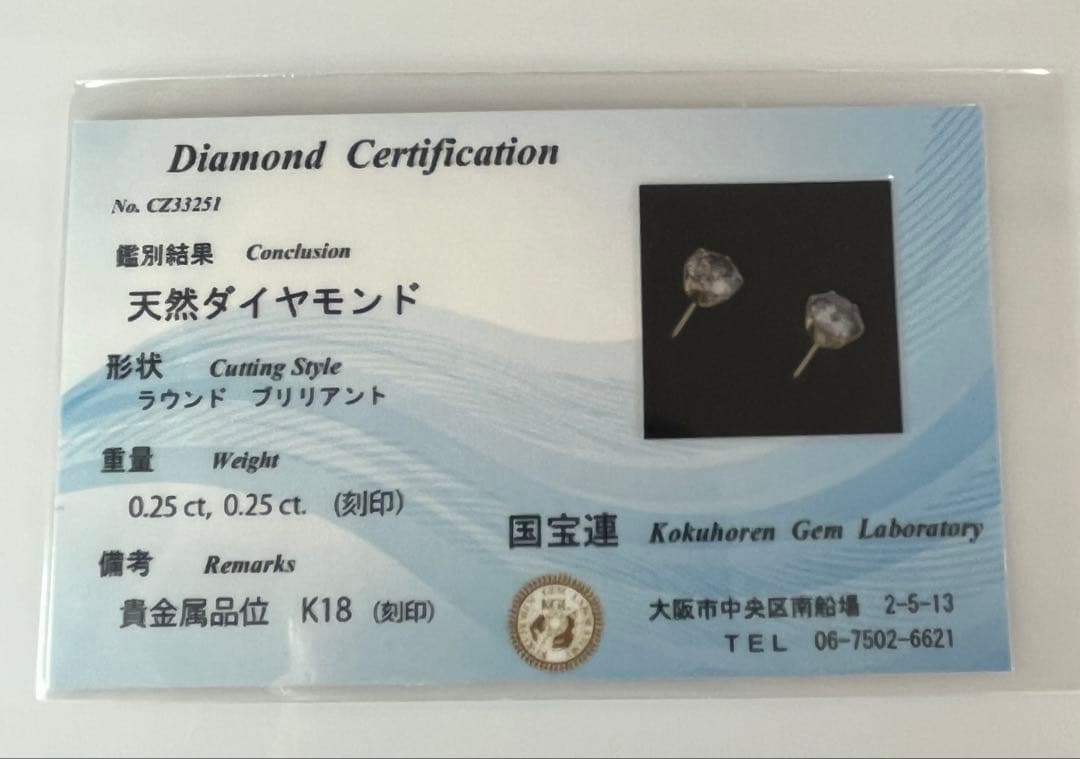 Diamond Certification
No. CZ33251
鑑別結果 Conclusion
天然ダイヤモンド
形状 Cutting Style
ラウンド ブリリアント
重量 Weight
0.25 ct, 0.25 ct. (刻印)
備考 Remarks
貴金属品位 K18 (刻印)
国宝連 Kokuhoren Gem Laboratory
大阪市中央区南船場 2-5-13
TEL 06-7502-6621